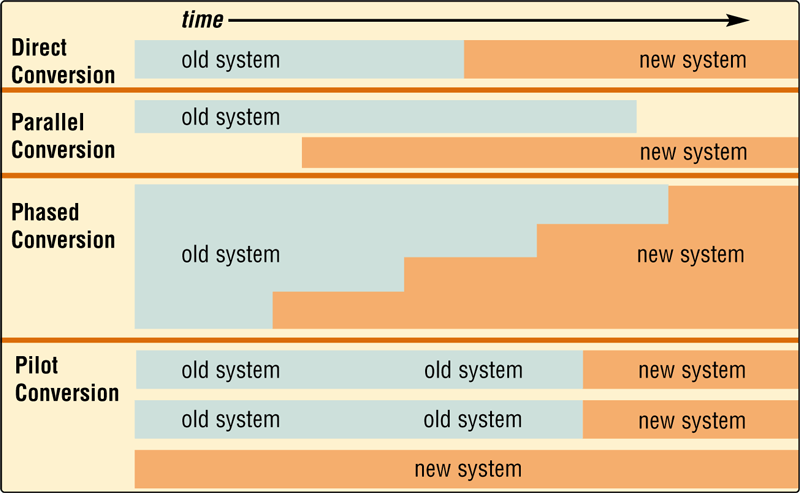 time
Direct
Conversion
old system new system
Parallel
Conversion
old system
new system
Phased
Conversion
old system new system
Pilot
Conversion
old system old system new system
old system old system new system
new system